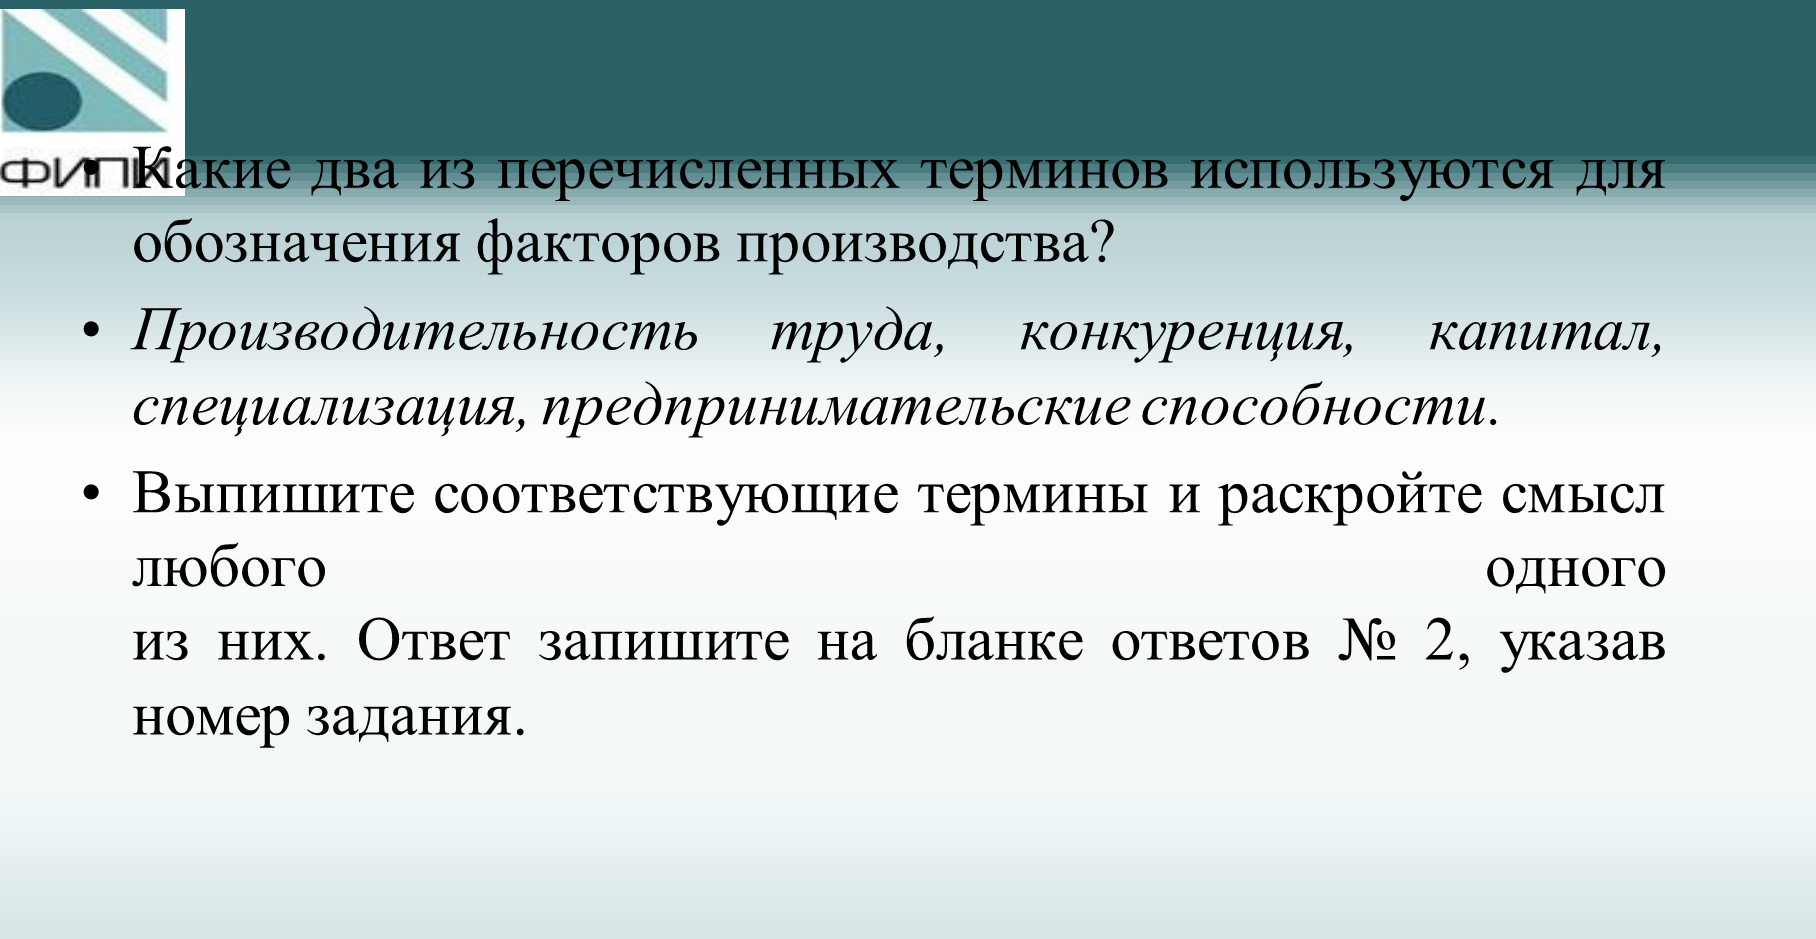 ФИПИ
• Какие два из перечисленных терминов используются для
обозначения факторов производства?
• Производительность труда, конкуренция, капитал,
специализация, предпринимательские способности.
• Выпишите соответствующие термины и раскройте смысл
любого одного
из них. Ответ запишите на бланке ответов № 2, указав
номер задания.